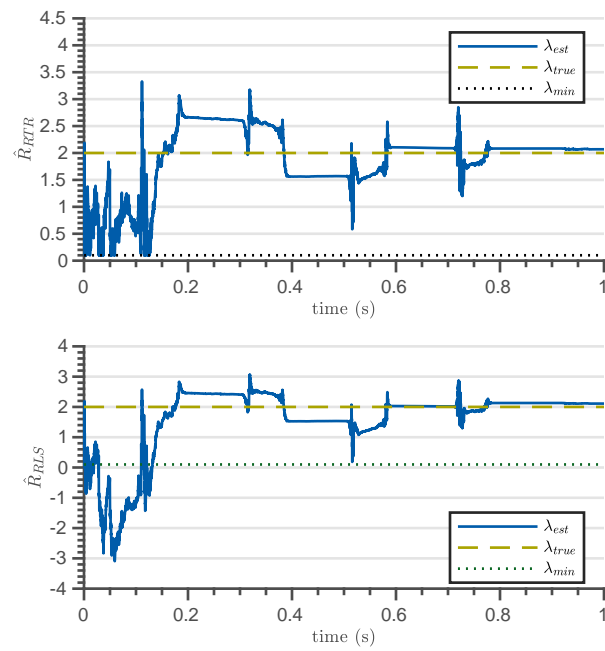 4.5
4
3.5
3
2.5
2
1.5
1
0.5
0
R̂_RTR
λ_est
λ_true
λ_min
0 0.2 0.4 0.6 0.8 1
time (s)
4
3
2
1
0
-1
-2
-3
-4
R̂_RLS
λ_est
λ_true
λ_min
0 0.2 0.4 0.6 0.8 1
time (s)